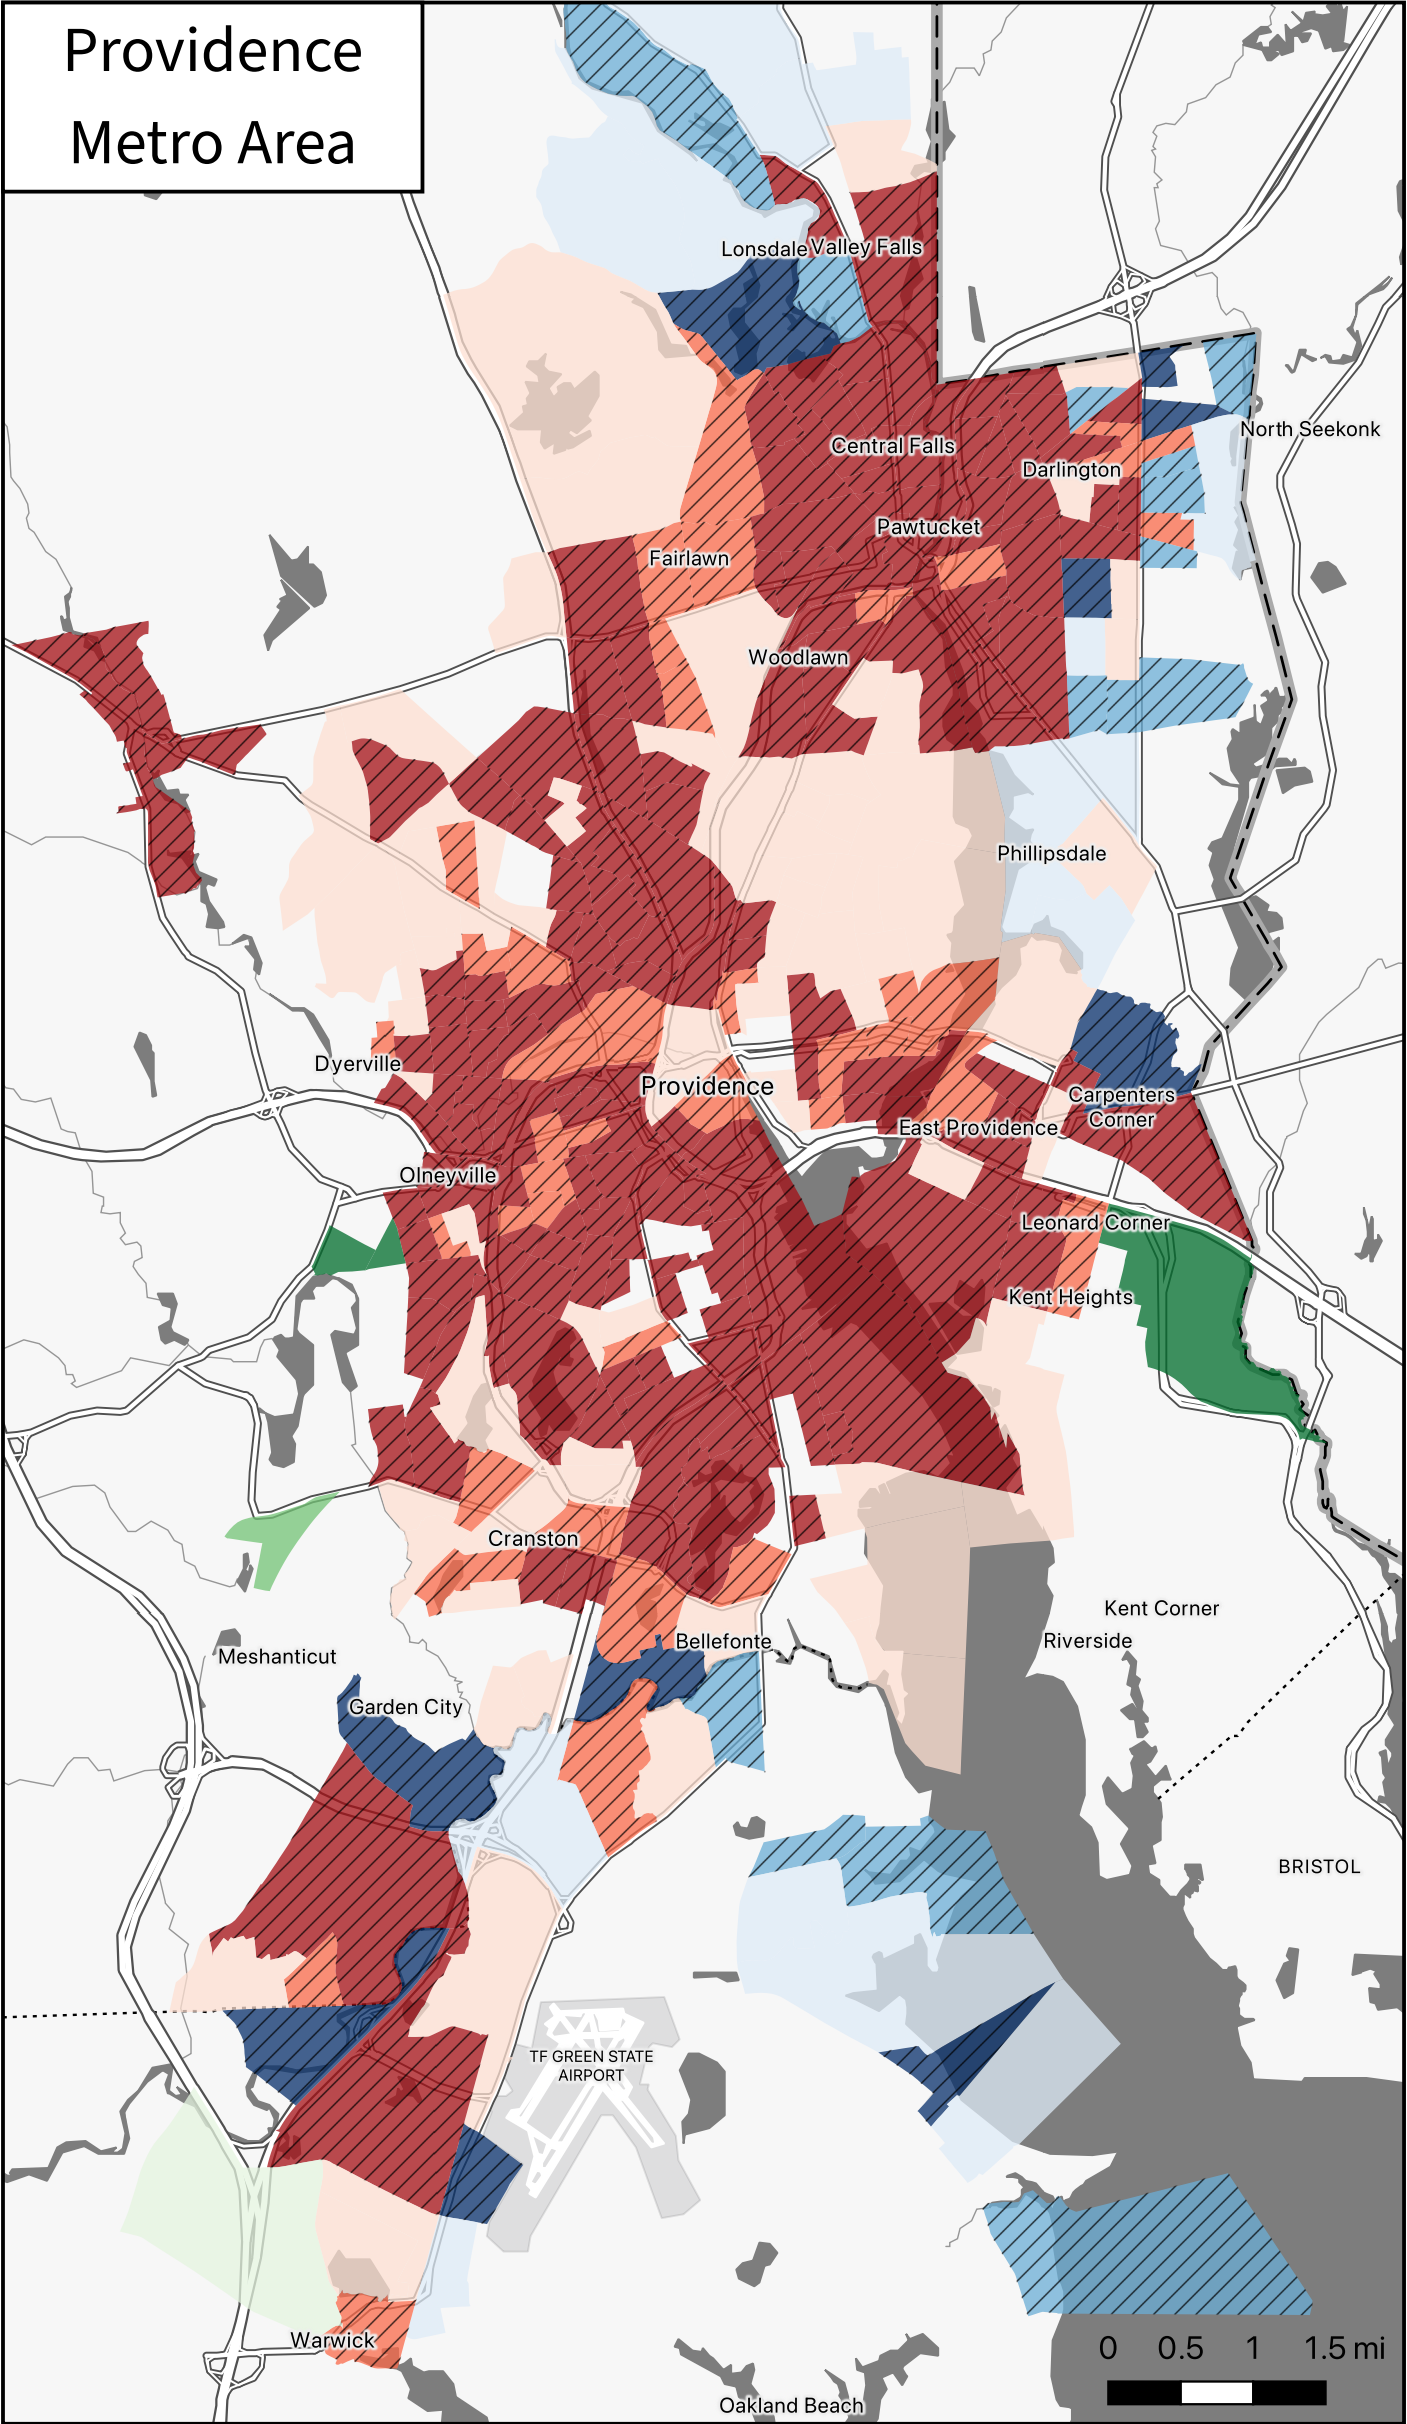 Providence
Metro Area
Lonsdale
Valley Falls
North Seekonk
Central Falls
Darlington
Pawtucket
Fairlawn
Woodlawn
Phillipsdale
Dyerville
Providence
Carpenters
Corner
East Providence
Olneyville
Leonard Corner
Kent Heights
Cranston
Kent Corner
Riverside
Bellefonte
Meshanticut
Garden City
BRISTOL
TF GREEN STATE
AIRPORT
Warwick
0 0.5 1 1.5 mi
Oakland Beach